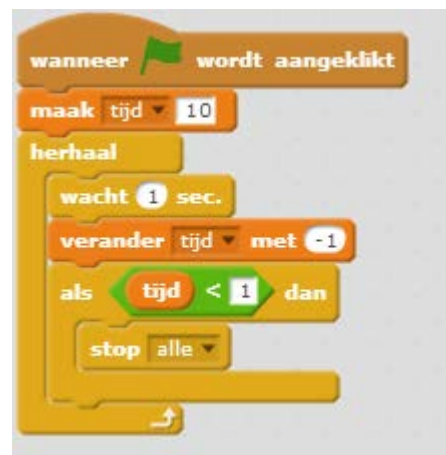 wanneer wordt aangeklikt
maak tijd 10
herhaal
wacht 1 sec.
verander tijd met -1
als tijd < 1 dan
stop alle